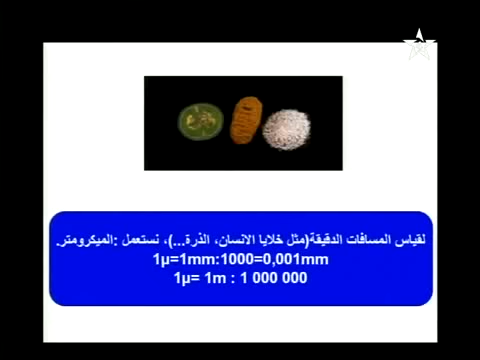 لقياس المسافات الدقيقة(مثل خلايا الانسان، الذرة...)، نستعمل :الميكرومتر.
1µ=1mm:1000=0,001mm
1µ= 1m : 1 000 000